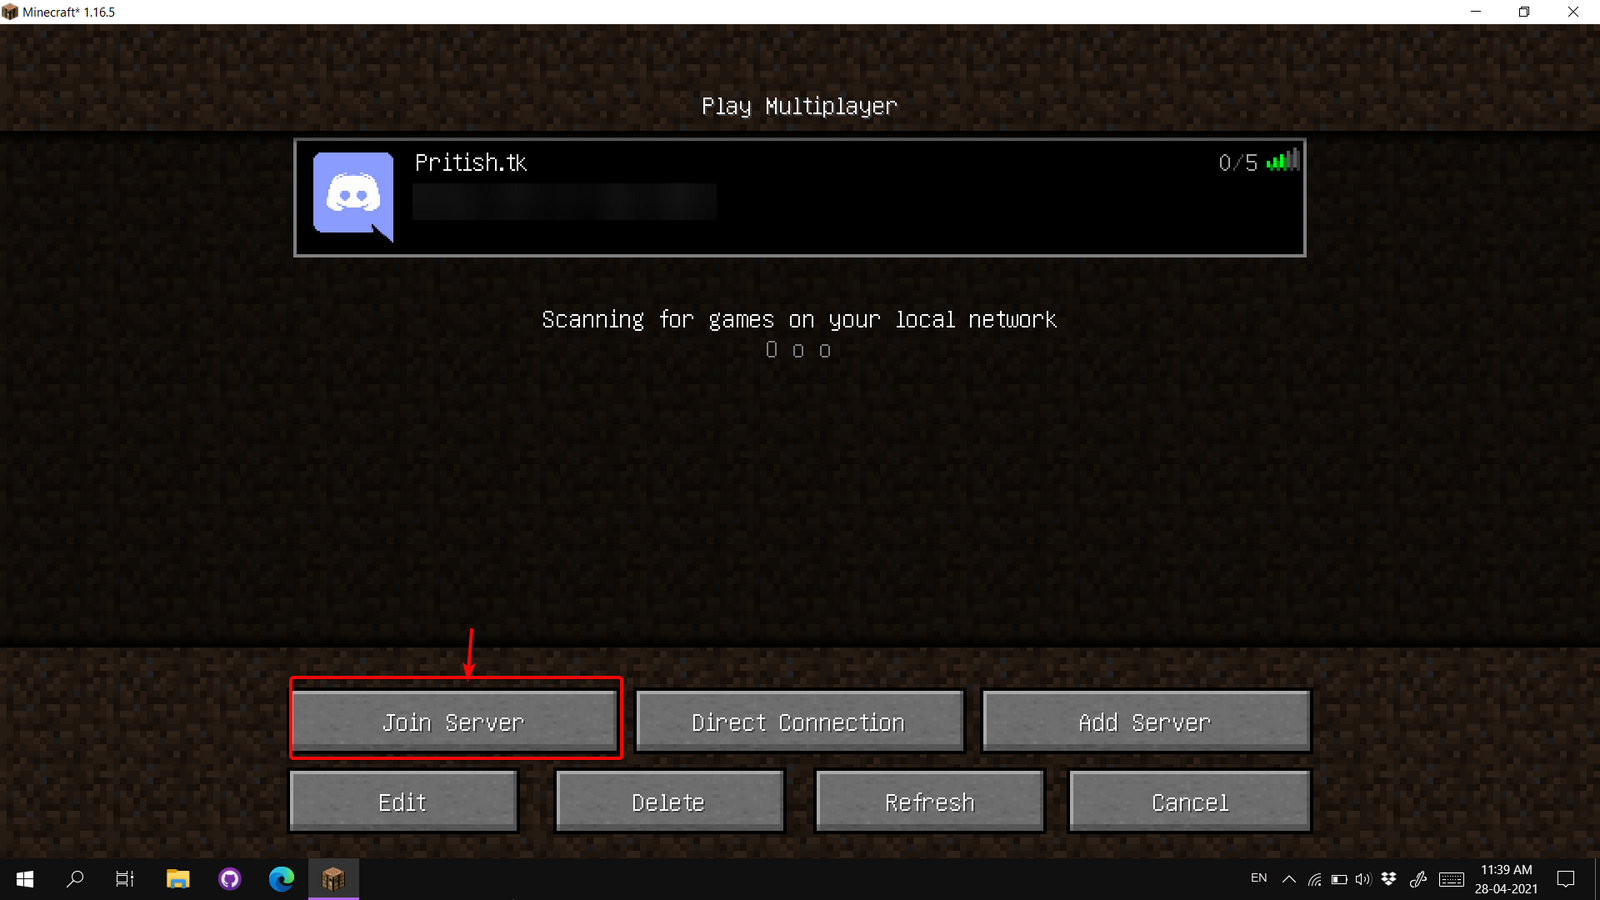 Minecraft* 1.16.5
Play Multiplayer
Pritish.tk
0/5
Scanning for games on your local network
O o o
Join Server
Direct Connection
Add Server
Edit
Delete
Refresh
Cancel
EN
11:39 AM
28-04-2021